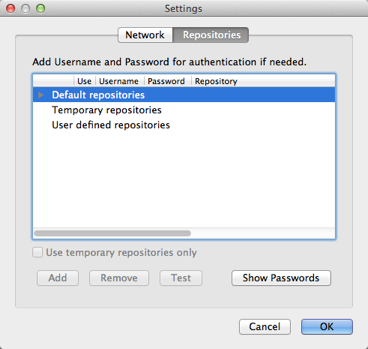 Settings
Network Repositories
Add Username and Password for authentication if needed.
Use Username Password Repository
Default repositories
Temporary repositories
User defined repositories
Use temporary repositories only
Add Remove Test Show Passwords
Cancel OK